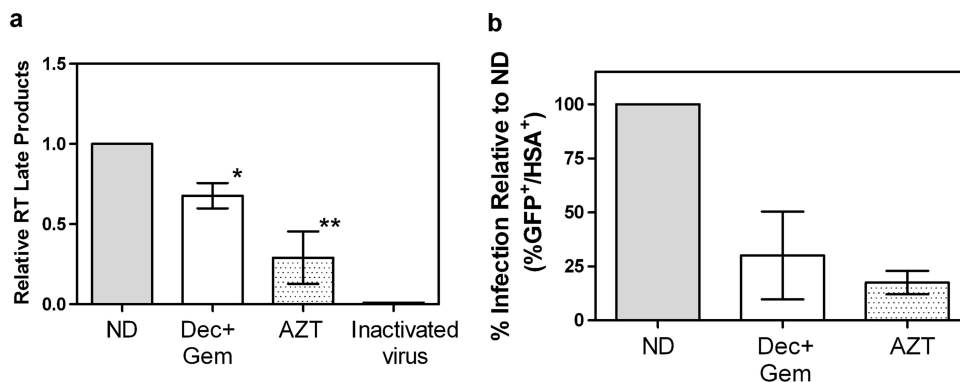 a
Relative RT Late Products
1.5
1.0
0.5
0.0
*
**
ND
Dec+
Gem
AZT
Inactivated
virus
b
% Infection Relative to ND
(%GFP⁺/HSA⁺)
100
75
50
25
0
ND
Dec+
Gem
AZT